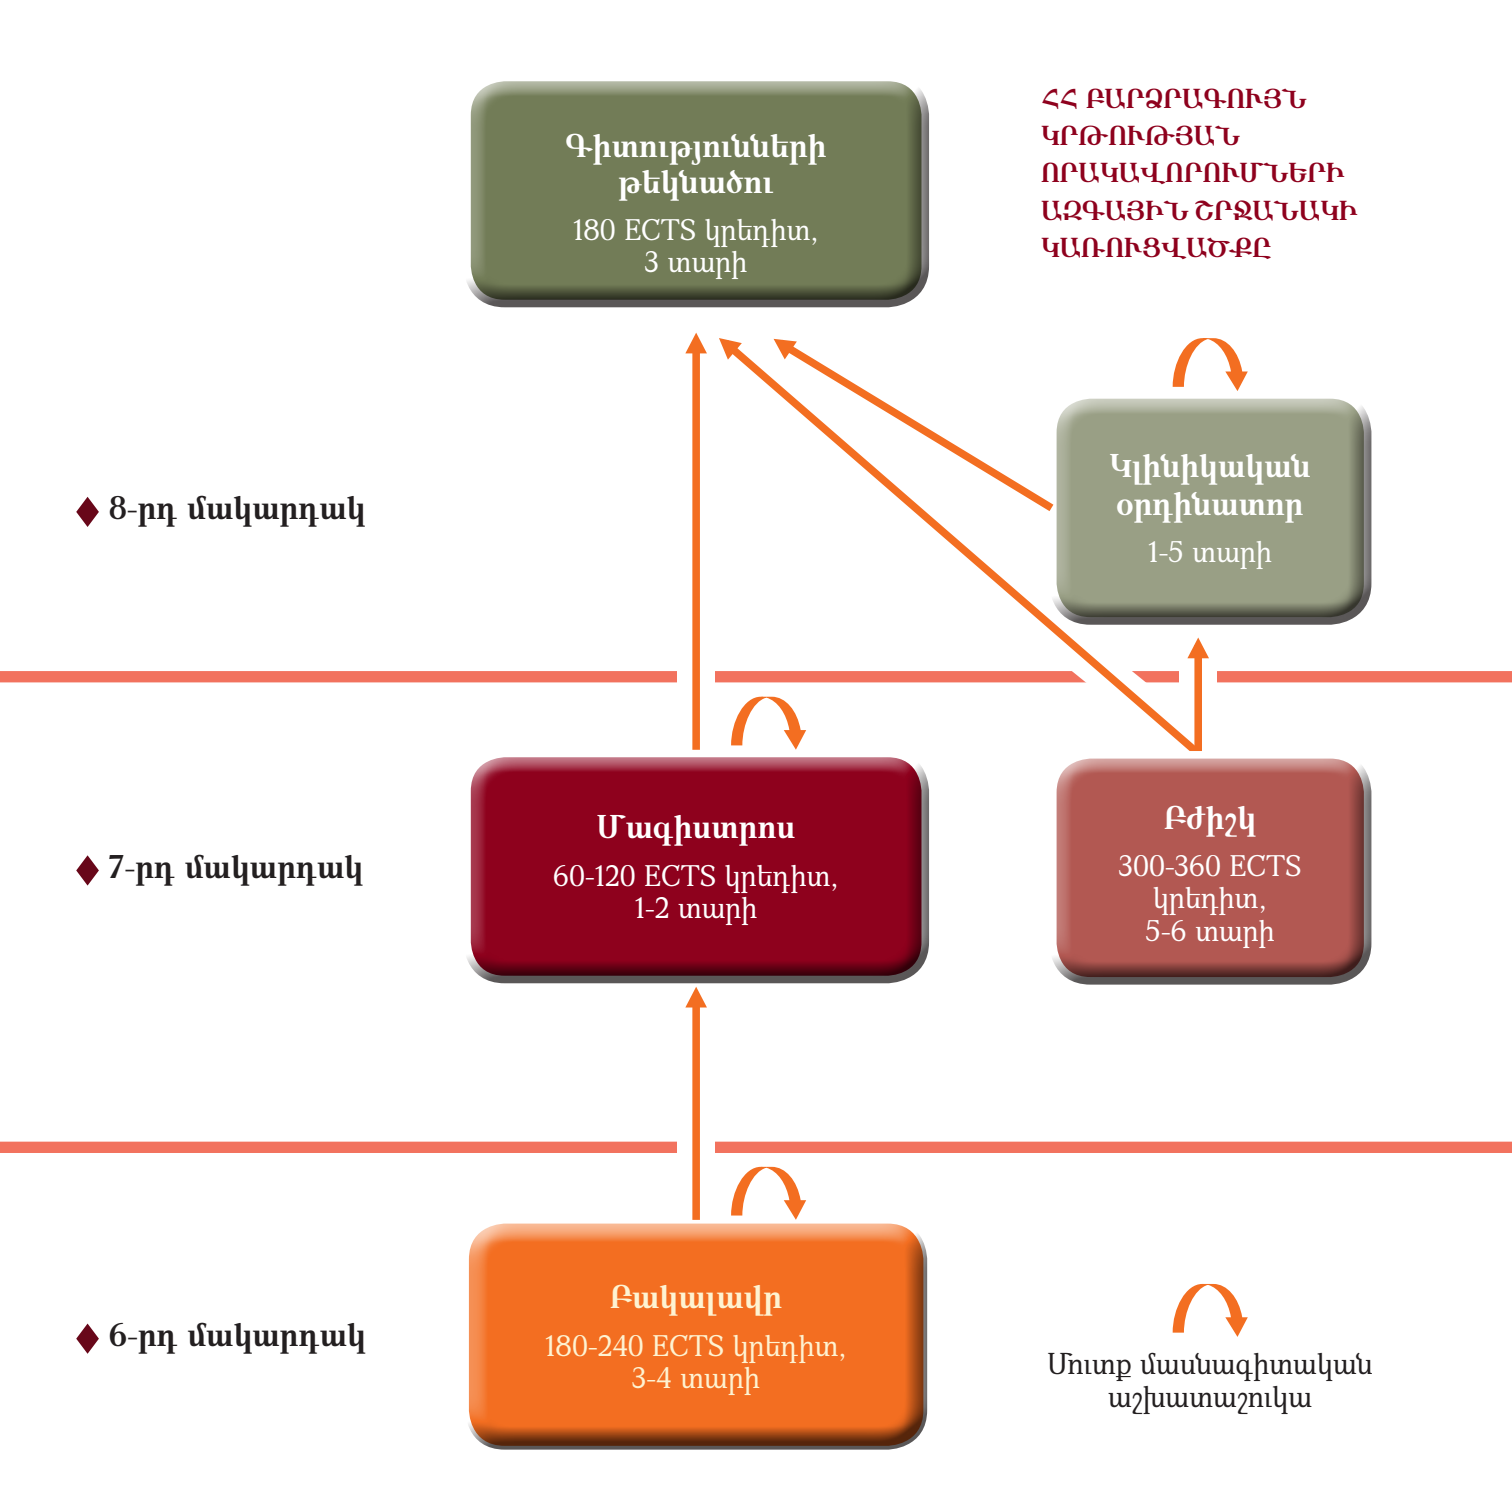 Գիտությունների
թեկնածու
180 ECTS կրեդիտ,
3 տարի
ՀՀ ԲԱՐՁՐԱԳՈՒՅՆ
ԿՐԹՈՒԹՅԱՆ
ՈՐԱԿԱՎՈՐՈՒՄՆԵՐԻ
ԱԶԳԱՅԻՆ ՇՐՋԱՆԱԿԻ
ԿԱՌՈՒՑՎԱԾՔԸ
Կլինիկական
օրդինատոր
1-5 տարի
8-րդ մակարդակ
Մագիստրոս
60-120 ECTS կրեդիտ,
1-2 տարի
Բժիշկ
300-360 ECTS
կրեդիտ,
5-6 տարի
7-րդ մակարդակ
Բակալավր
180-240 ECTS կրեդիտ,
3-4 տարի
6-րդ մակարդակ
Մուտք մասնագիտական
աշխատաշուկա